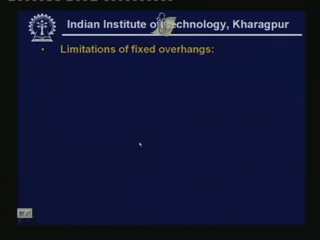 Indian Institute of Technology, Kharagpur
• Limitations of fixed overhangs: